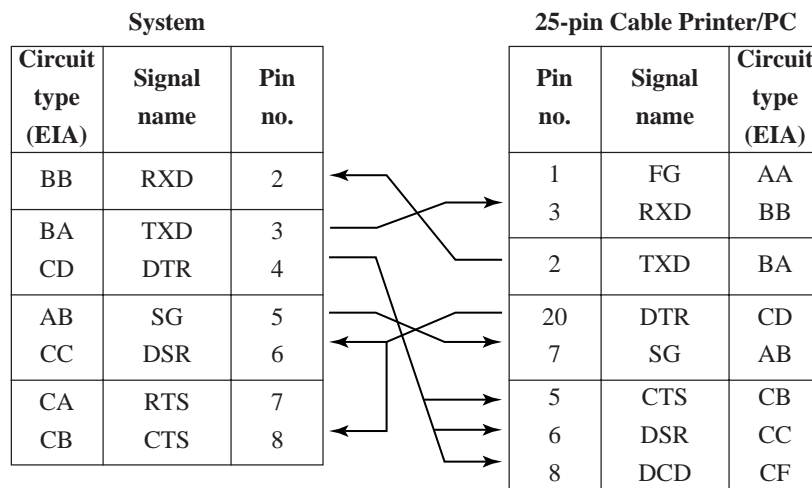 System
Circuit type (EIA) Signal name Pin no.
BB RXD 2
BA TXD 3
CD DTR 4
AB SG 5
CC DSR 6
CA RTS 7
CB CTS 8
25-pin Cable Printer/PC
Pin no. Signal name Circuit type (EIA)
1 FG AA
3 RXD BB
2 TXD BA
20 DTR CD
7 SG AB
5 CTS CB
6 DSR CC
8 DCD CF